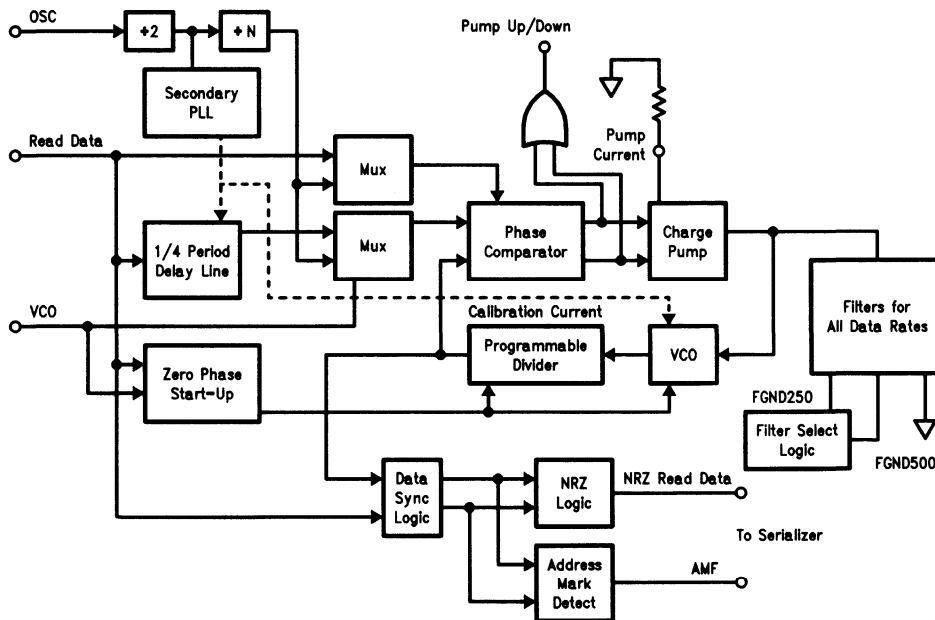 OSC
÷2
÷ N
Pump Up/Down
Secondary
PLL
Read Data
Mux
Pump
Current
1/4 Period
Delay Line
Mux
Phase
Comparator
Charge
Pump
VCO
Calibration Current
Filters for
All Data Rates
Zero Phase
Start-Up
Programmable
Divider
VCO
FGND250
Filter Select
Logic
FGND500
Data
Sync
Logic
NRZ
Logic
NRZ Read Data
To Serializer
Address
Mark
Detect
AMF